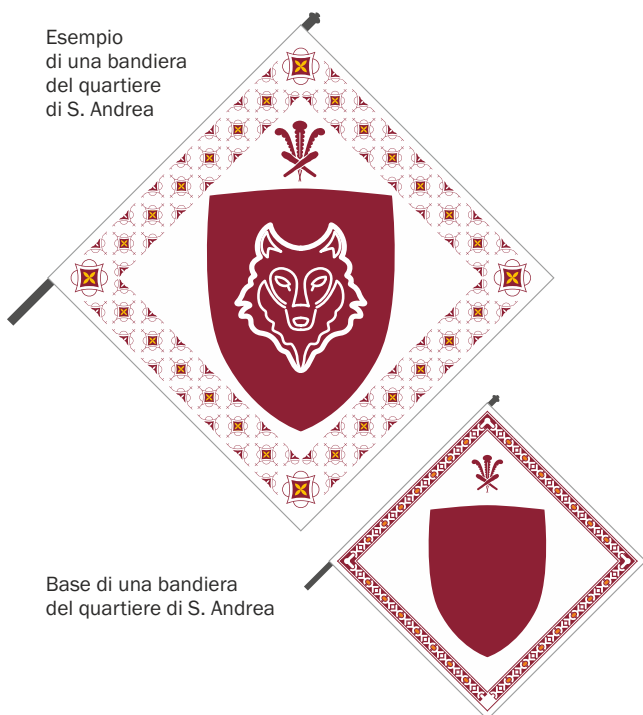 Esempio
di una bandiera
del quartiere
di S. Andrea
Base di una bandiera
del quartiere di S. Andrea